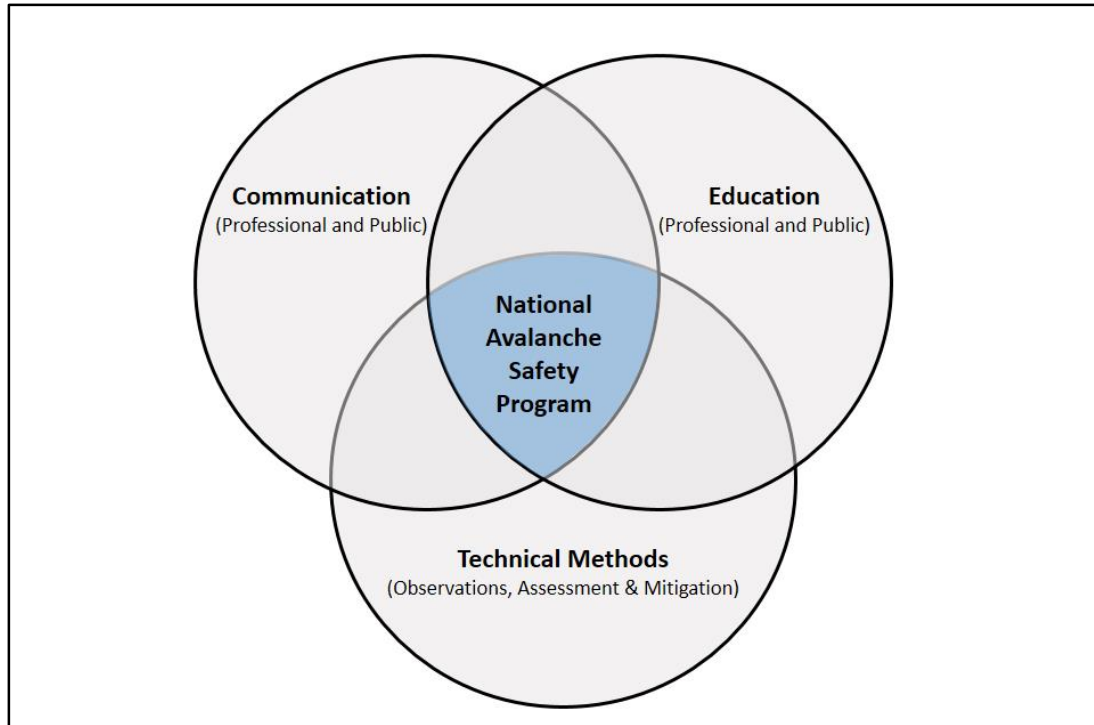 Communication
(Professional and Public)
Education
(Professional and Public)
National
Avalanche
Safety
Program
Technical Methods
(Observations, Assessment & Mitigation)